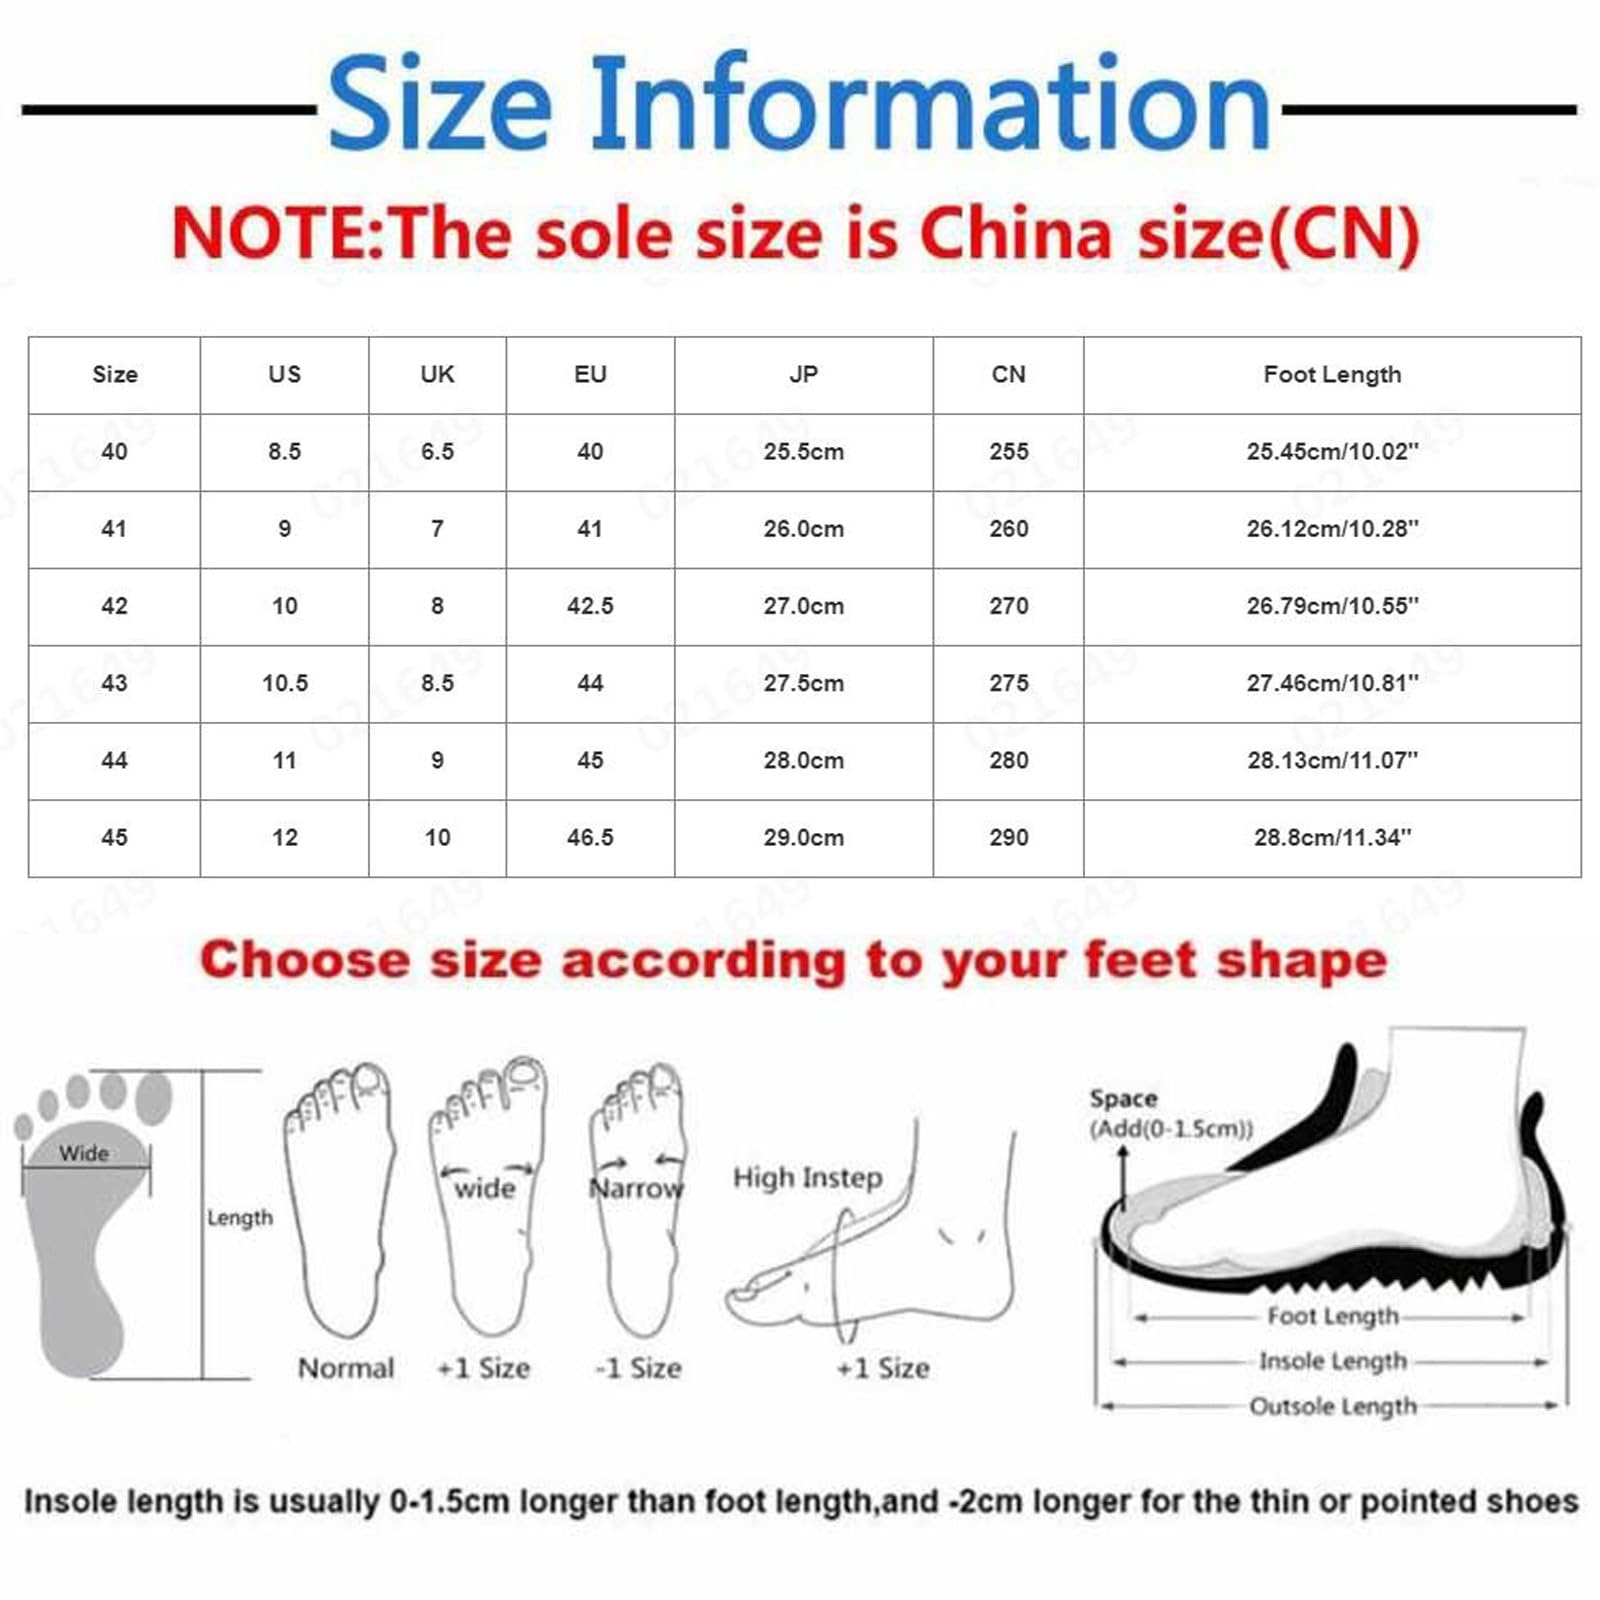 Size Information
NOTE:The sole size is China size(CN)
Size US UK EU JP CN Foot Length
40 8.5 6.5 40 25.5cm 255 25.45cm/10.02"
41 9 7 41 26.0cm 260 26.12cm/10.28"
42 10 8 42.5 27.0cm 270 26.79cm/10.55"
43 10.5 8.5 44 27.5cm 275 27.46cm/10.81"
44 11 9 45 28.0cm 280 28.13cm/11.07"
45 12 10 46.5 29.0cm 290 28.8cm/11.34"
021649
Choose size according to your feet shape
Wide
Length
Normal
wide
+1 Size
Narrow
-1 Size
High Instep
+1 Size
Space
(Add(0-1.5cm))
Foot Length
Insole Length
Outsole Length
Insole length is usually 0-1.5cm longer than foot length,and -2cm longer for the thin or pointed shoes